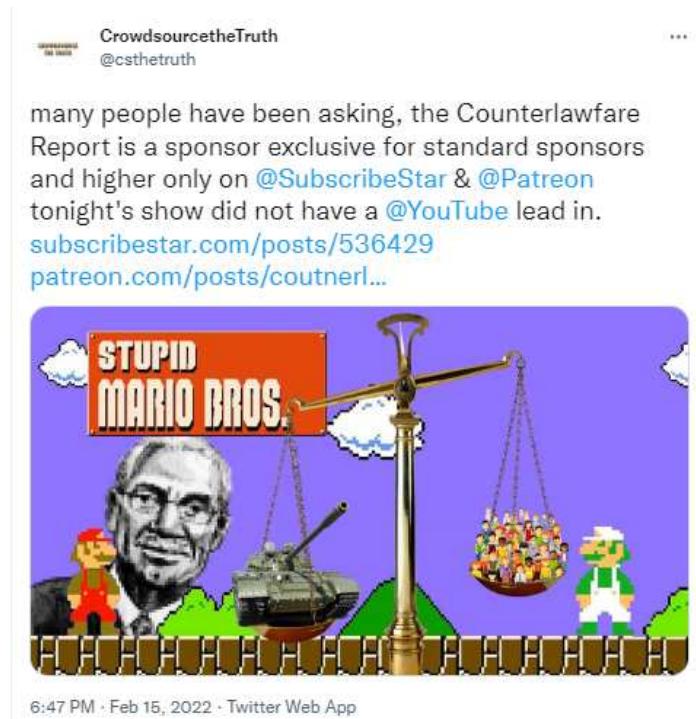 CrowdsourcetheTruth
@csthetruth
many people have been asking, the Counterlawfare
Report is a sponsor exclusive for standard sponsors
and higher only on @SubscribeStar & @Patreon
tonight's show did not have a @YouTube lead in.
subscribestar.com/posts/536429
patreon.com/posts/coutnerl...
STUPID
MARIO BROS.
6:47 PM · Feb 15, 2022 · Twitter Web App